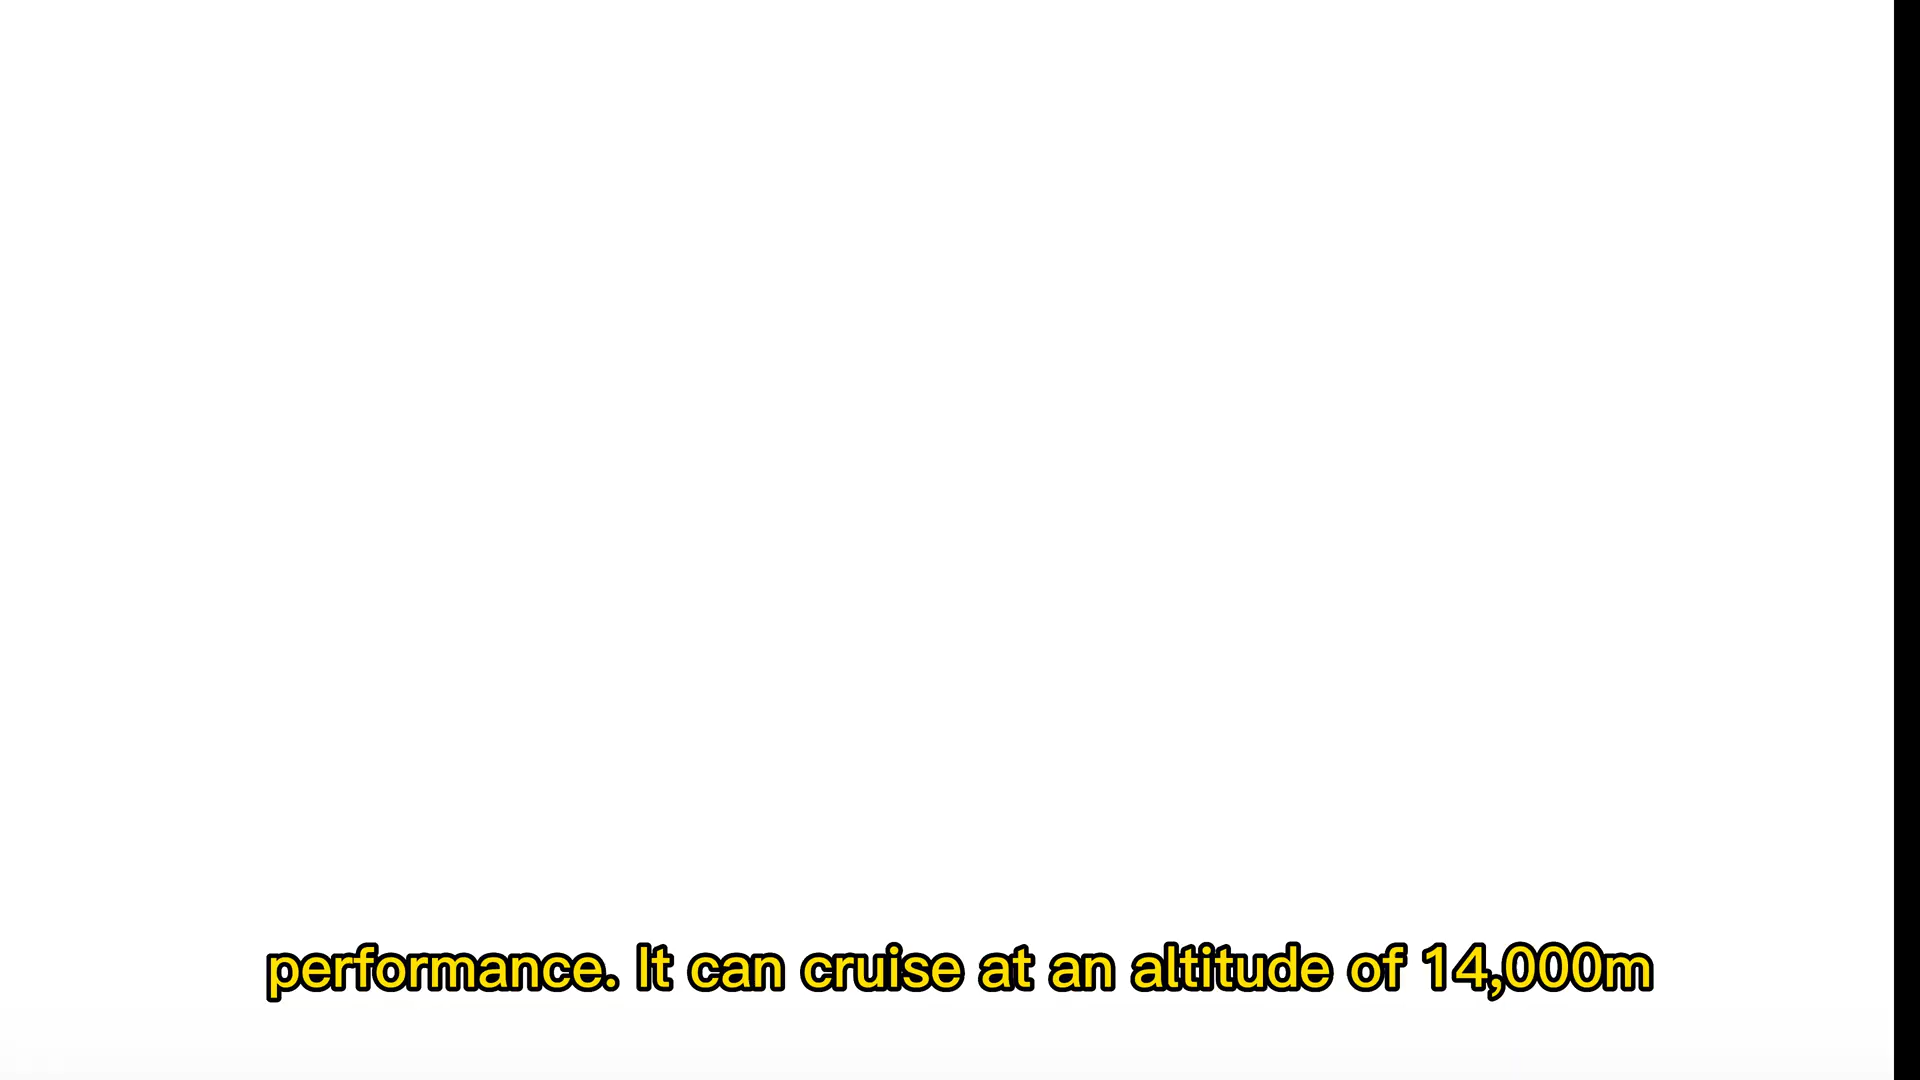 performance. It can cruise at an altitude of 14,000m